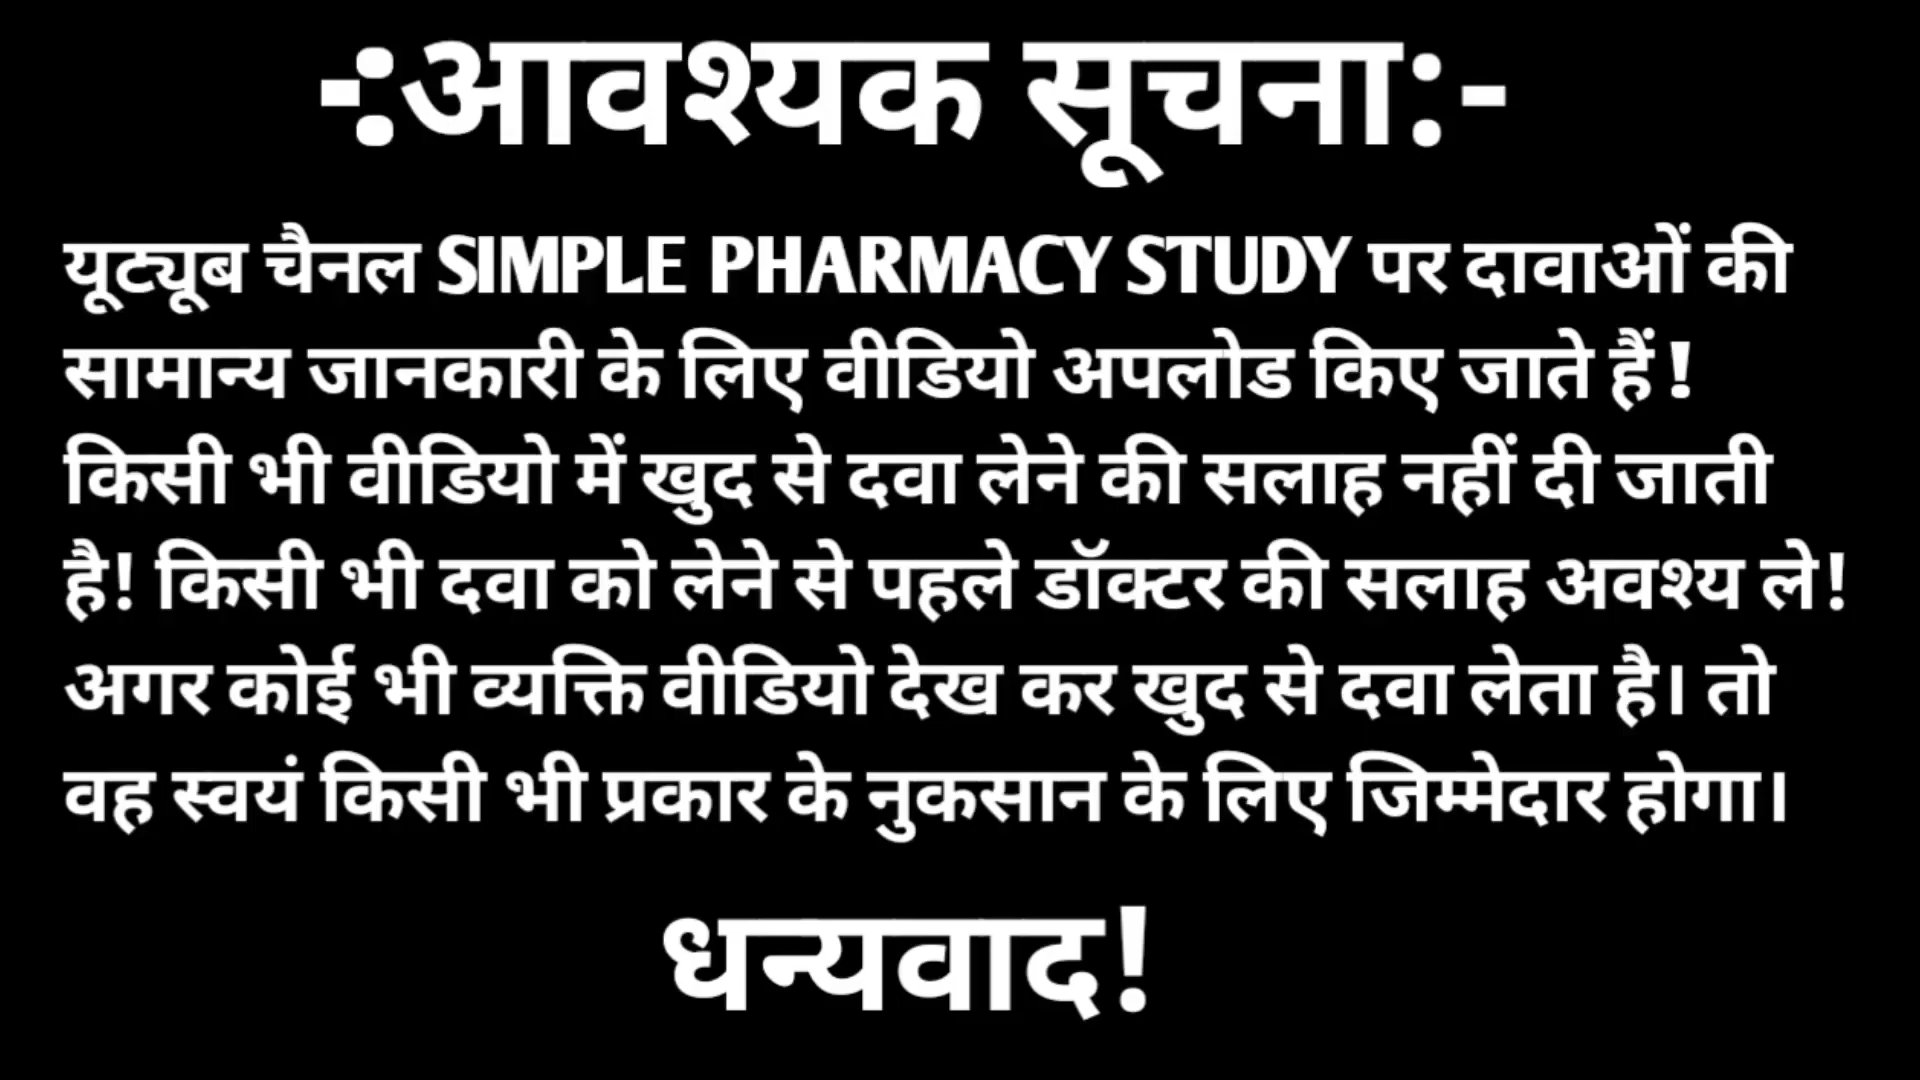 -:आवश्यक सूचना:-
यूट्यूब चैनल SIMPLE PHARMACY STUDY पर दावाओं की
सामान्य जानकारी के लिए वीडियो अपलोड किए जाते हैं !
किसी भी वीडियो में खुद से दवा लेने की सलाह नहीं दी जाती
है! किसी भी दवा को लेने से पहले डॉक्टर की सलाह अवश्य ले!
अगर कोई भी व्यक्ति वीडियो देख कर खुद से दवा लेता है। तो
वह स्वयं किसी भी प्रकार के नुकसान के लिए जिम्मेदार होगा।
धन्यवाद!